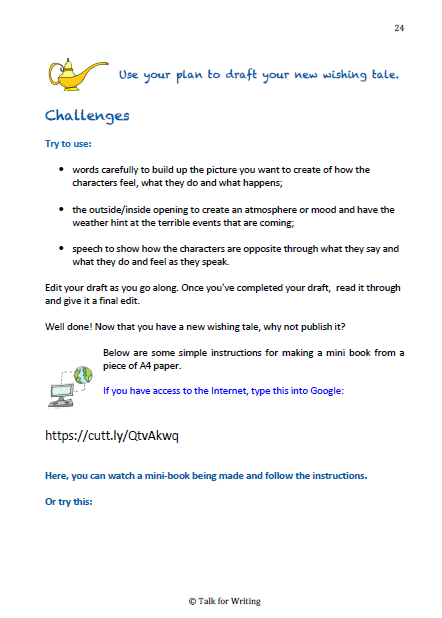 24
Use your plan to draft your new wishing tale.
Challenges
Try to use:
• words carefully to build up the picture you want to create of how the
characters feel, what they do and what happens;
• the outside/inside opening to create an atmosphere or mood and have the
weather hint at the terrible events that are coming;
• speech to show how the characters are opposite through what they say and
what they do and feel as they speak.
Edit your draft as you go along. Once you’ve completed your draft, read it through
and give it a final edit.
Well done! Now that you have a new wishing tale, why not publish it?
Below are some simple instructions for making a mini book from a
piece of A4 paper.
If you have access to the Internet, type this into Google:
https://cutt.ly/QtvAkwq
Here, you can watch a mini-book being made and follow the instructions.
Or try this:
© Talk for Writing